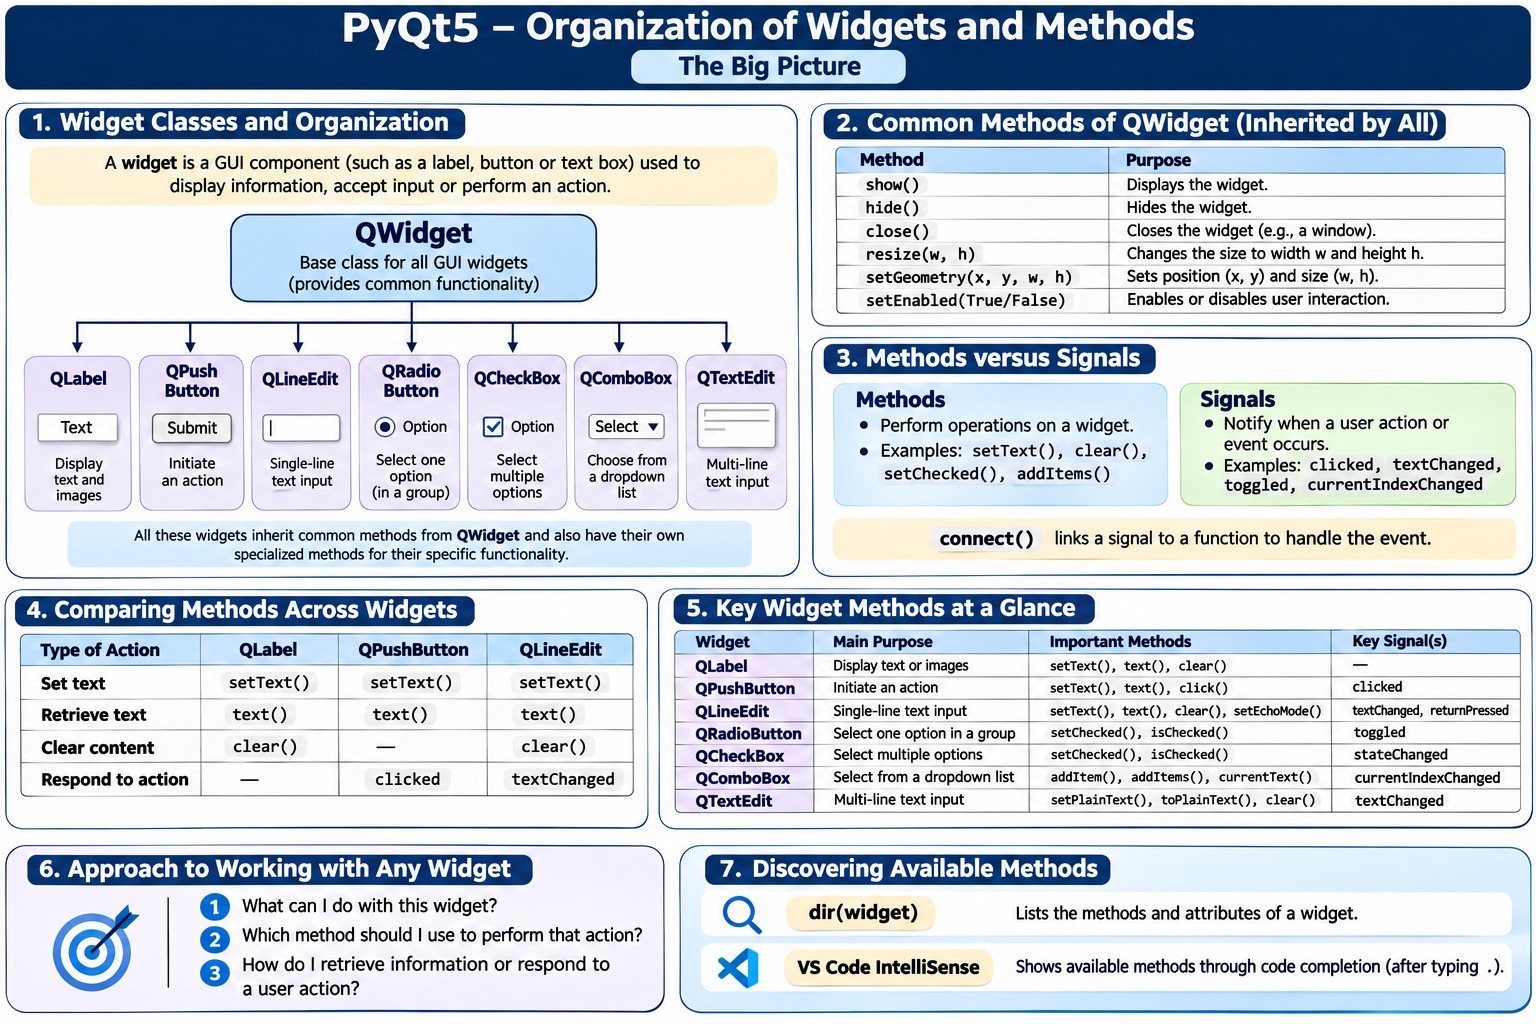 PyQt5 – Organization of Widgets and Methods
The Big Picture
1. Widget Classes and Organization
A widget is a GUI component (such as a label, button or text box) used to
display information, accept input or perform an action.
QWidget
Base class for all GUI widgets
(provides common functionality)
QLabel
Text
Display
text and
images
QPush
Button
Submit
Initiate
an action
QLineEdit
Single-line
text input
QRadio
Button
Option
Select one
option
(in a group)
QCheckBox
Option
Select
multiple
options
QComboBox
Select
Choose from
a dropdown
list
QTextEdit
Multi-line
text input
All these widgets inherit common methods from QWidget and also have their own
specialized methods for their specific functionality.
2. Common Methods of QWidget (Inherited by All)
Method Purpose
show() Displays the widget.
hide() Hides the widget.
close() Closes the widget (e.g., a window).
resize(w, h) Changes the size to width w and height h.
setGeometry(x, y, w, h) Sets position (x, y) and size (w, h).
setEnabled(True/False) Enables or disables user interaction.
3. Methods versus Signals
Methods
• Perform operations on a widget.
• Examples: setText(), clear(),
setChecked(), addItems()
Signals
• Notify when a user action or
event occurs.
• Examples: clicked, textChanged,
toggled, currentIndexChanged
connect() links a signal to a function to handle the event.
4. Comparing Methods Across Widgets
Type of Action QLabel QPushButton QLineEdit
Set text setText() setText() setText()
Retrieve text text() text() text()
Clear content clear() — clear()
Respond to action — clicked textChanged
5. Key Widget Methods at a Glance
Widget Main Purpose Important Methods Key Signal(s)
QLabel Display text or images setText(), text(), clear() —
QPushButton Initiate an action setText(), text(), click() clicked
QLineEdit Single-line text input setText(), text(), clear(), setEchoMode() textChanged, returnPressed
QRadioButton Select one option in a group setChecked(), isChecked() toggled
QCheckBox Select multiple options setChecked(), isChecked() stateChanged
QComboBox Select from a dropdown list addItem(), addItems(), currentText() currentIndexChanged
QTextEdit Multi-line text input setPlainText(), toPlainText(), clear() textChanged
6. Approach to Working with Any Widget
1 What can I do with this widget?
2 Which method should I use to perform that action?
3 How do I retrieve information or respond to
a user action?
7. Discovering Available Methods
dir(widget) Lists the methods and attributes of a widget.
VS Code IntelliSense Shows available methods through code completion (after typing .).